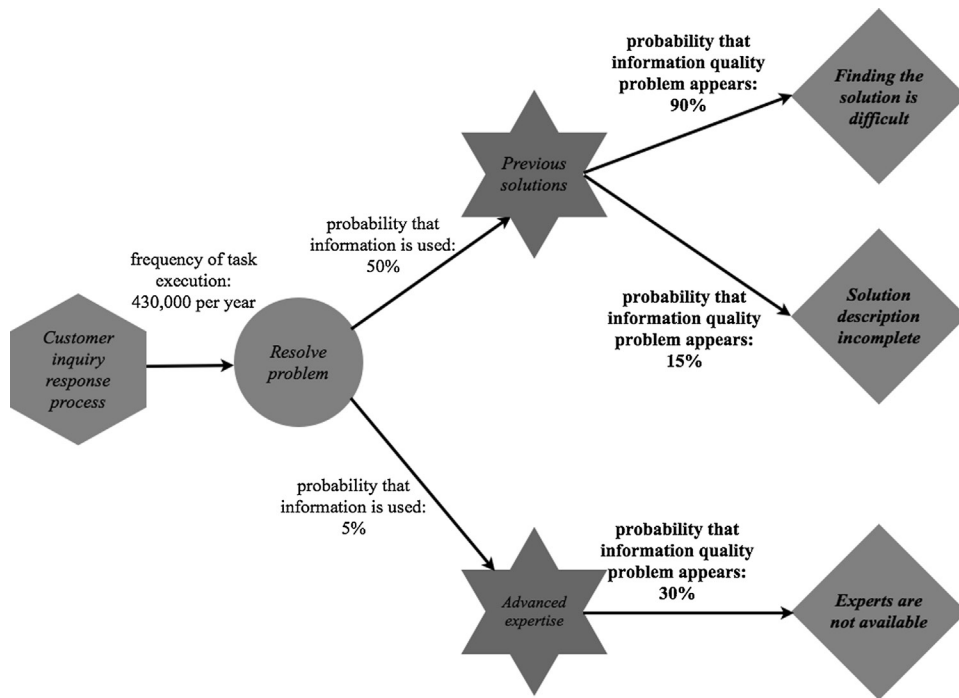 probability that
information quality
problem appears:
90%
Finding the
solution is
difficult
Previous
solutions
probability that
information is used:
50%
frequency of task
execution:
430,000 per year
probability that
information quality
problem appears:
15%
Solution
description
incomplete
Customer
inquiry
response
process
Resolve
problem
probability that
information is used:
5%
probability that
information quality
problem appears:
30%
Advanced
expertise
Experts are
not available